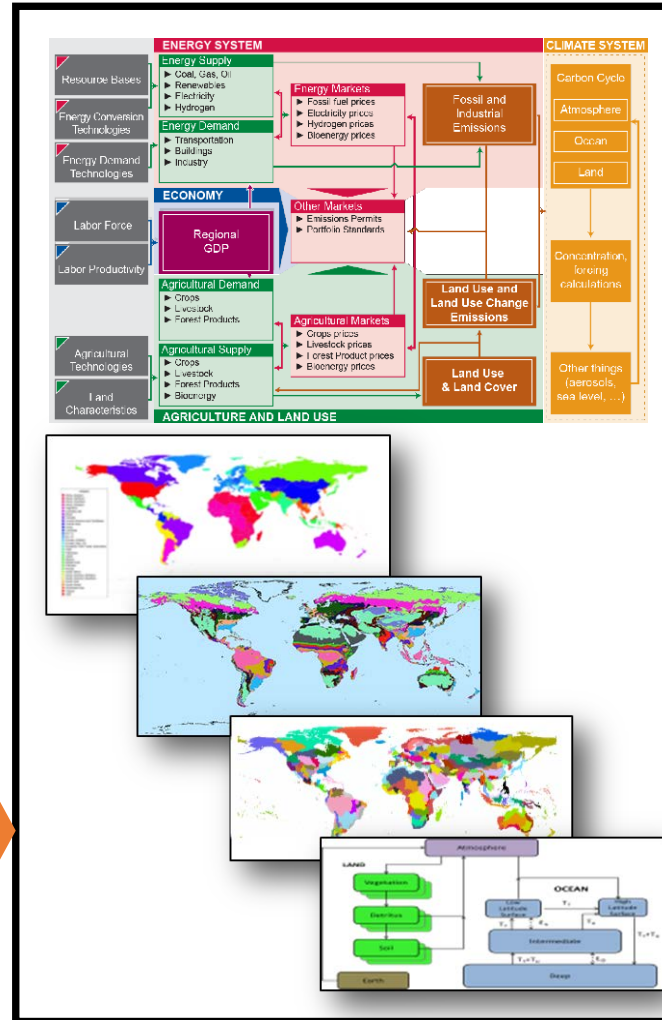 ENERGY SYSTEM
CLIMATE SYSTEM
Resource Bases
Energy Conversion
Technologies
Energy Demand
Technologies
Energy Supply
► Coal, Gas, Oil
► Renewables
► Electricity
► Hydrogen
Energy Demand
► Transportation
► Buildings
► Industry
Energy Markets
► Fossil fuel prices
► Electricity prices
► Hydrogen prices
► Bioenergy prices
Fossil and
Industrial
Emissions
Carbon Cycle
Atmosphere
Ocean
Land
Labor Force
Labor Productivity
ECONOMY
Regional
GDP
Other Markets
► Emissions Permits
► Portfolio Standards
Concentration,
forcing
calculations
Agricultural
Technologies
Land
Characteristics
Agricultural Demand
► Crops
► Livestock
► Forest Products
Agricultural Supply
► Crops
► Livestock
► Forest Products
► Bioenergy
Agricultural Markets
► Crops prices
► Livestock prices
► Forest Product prices
► Bioenergy prices
Land Use and
Land Use Change
Emissions
Land Use
& Land Cover
Other things
(aerosols,
sea level, …)
AGRICULTURE AND LAND USE
Atmosphere
LAND
Vegetation
Detritus
Soil
Earth
OCEAN
Low
Latitude
Surface
High
Latitude
Surface
Intermediate
Deep